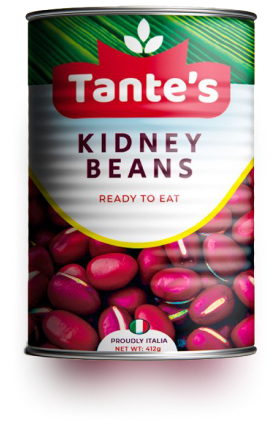 Tante's
KIDNEY
BEANS
READY TO EAT
PROUDLY ITALIA
NET WT: 412g